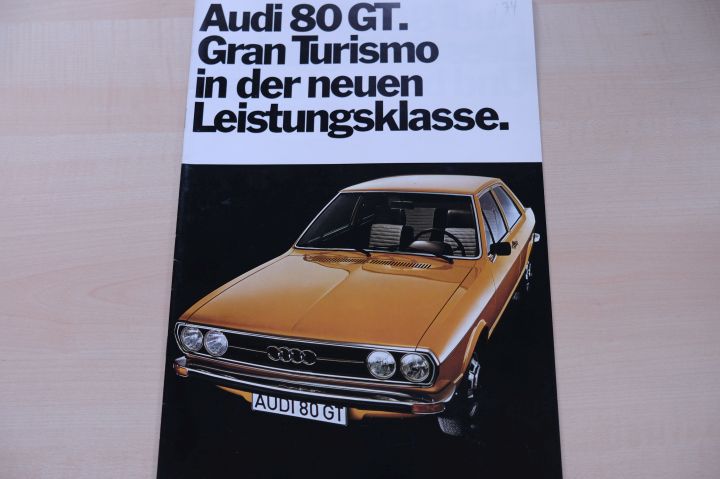 Audi 80 GT.
Gran Turismo
in der neuen
Leistungsklasse.
AUDI 80 GT